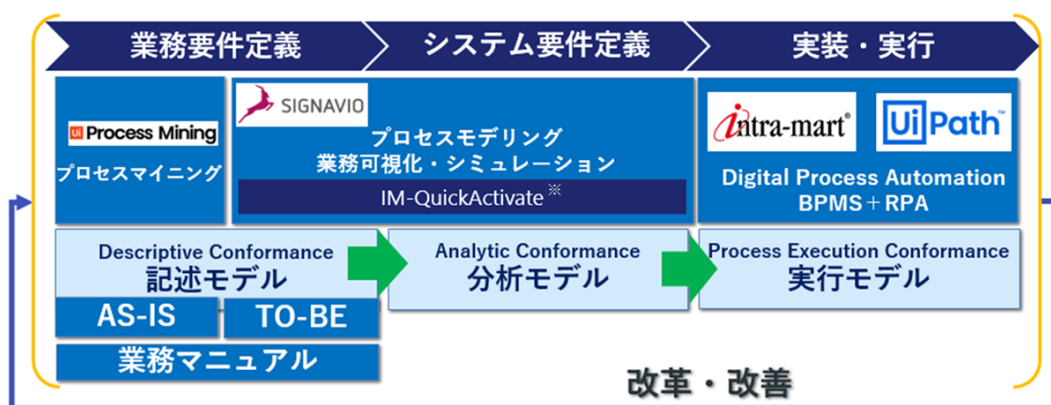 業務要件定義
システム要件定義
実装・実行
Ui Process Mining
プロセスマイニング
SIGNAVIO
プロセスモデリング
業務可視化・シミュレーション
IM-QuickActivate※
intra-mart®
UiPath™
Digital Process Automation
BPMS+RPA
Descriptive Conformance
記述モデル
Analytic Conformance
分析モデル
Process Execution Conformance
実行モデル
AS-IS
TO-BE
業務マニュアル
改革・改善